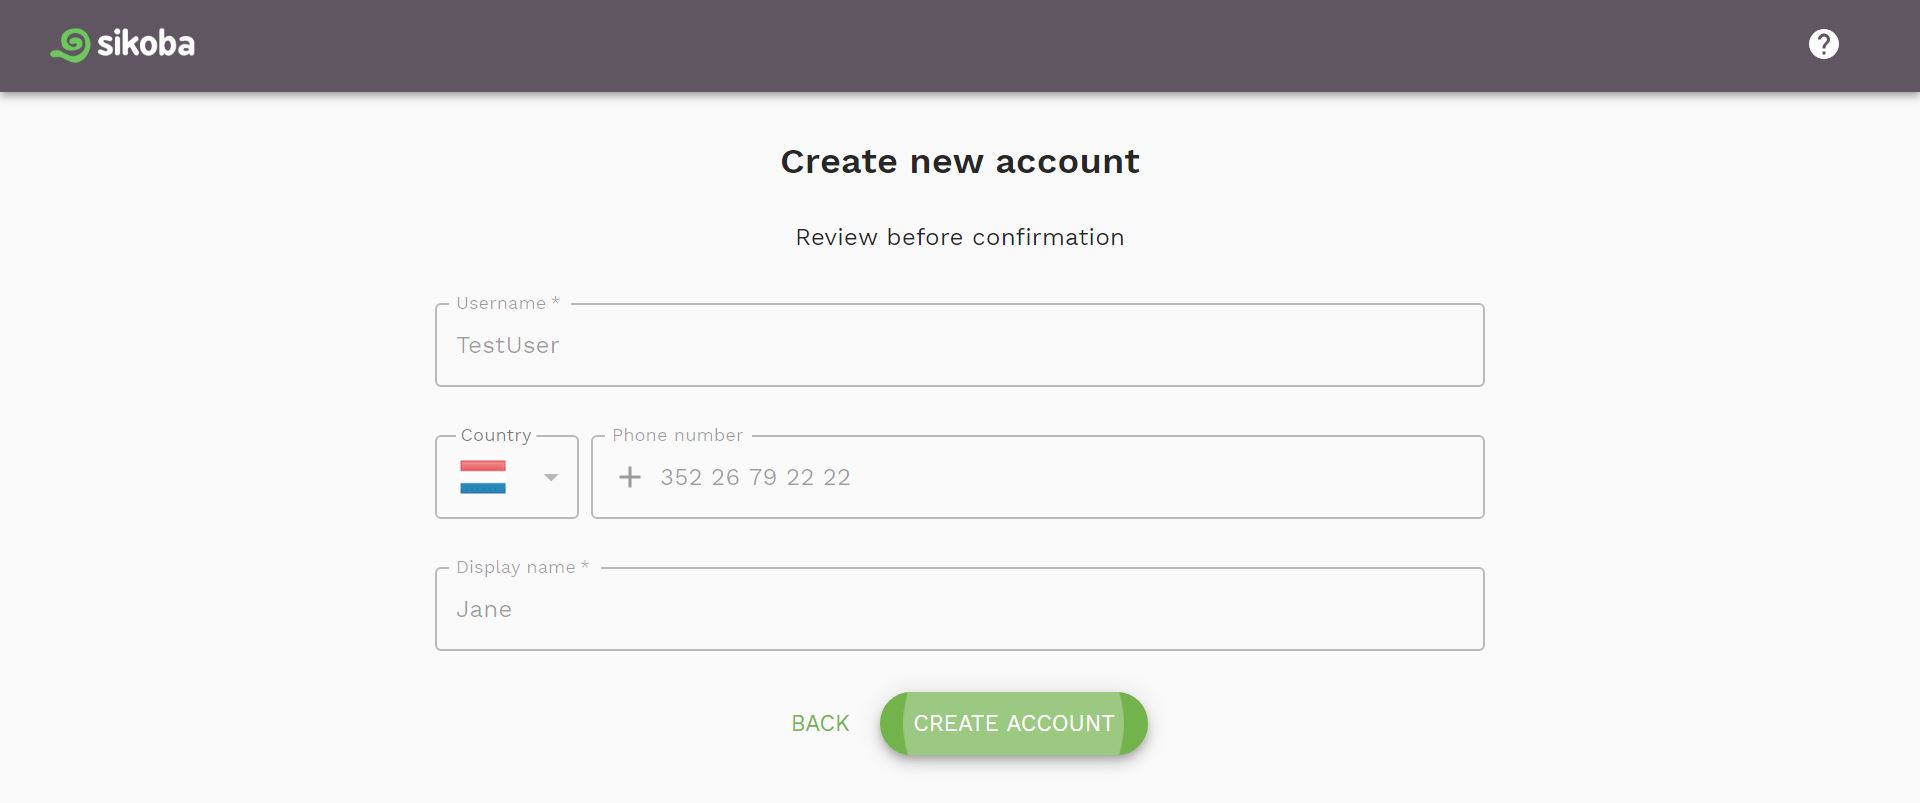 sikoba
?
Create new account
Review before confirmation
Username *
TestUser
Country
Phone number
+ 352 26 79 22 22
Display name *
Jane
BACK
CREATE ACCOUNT